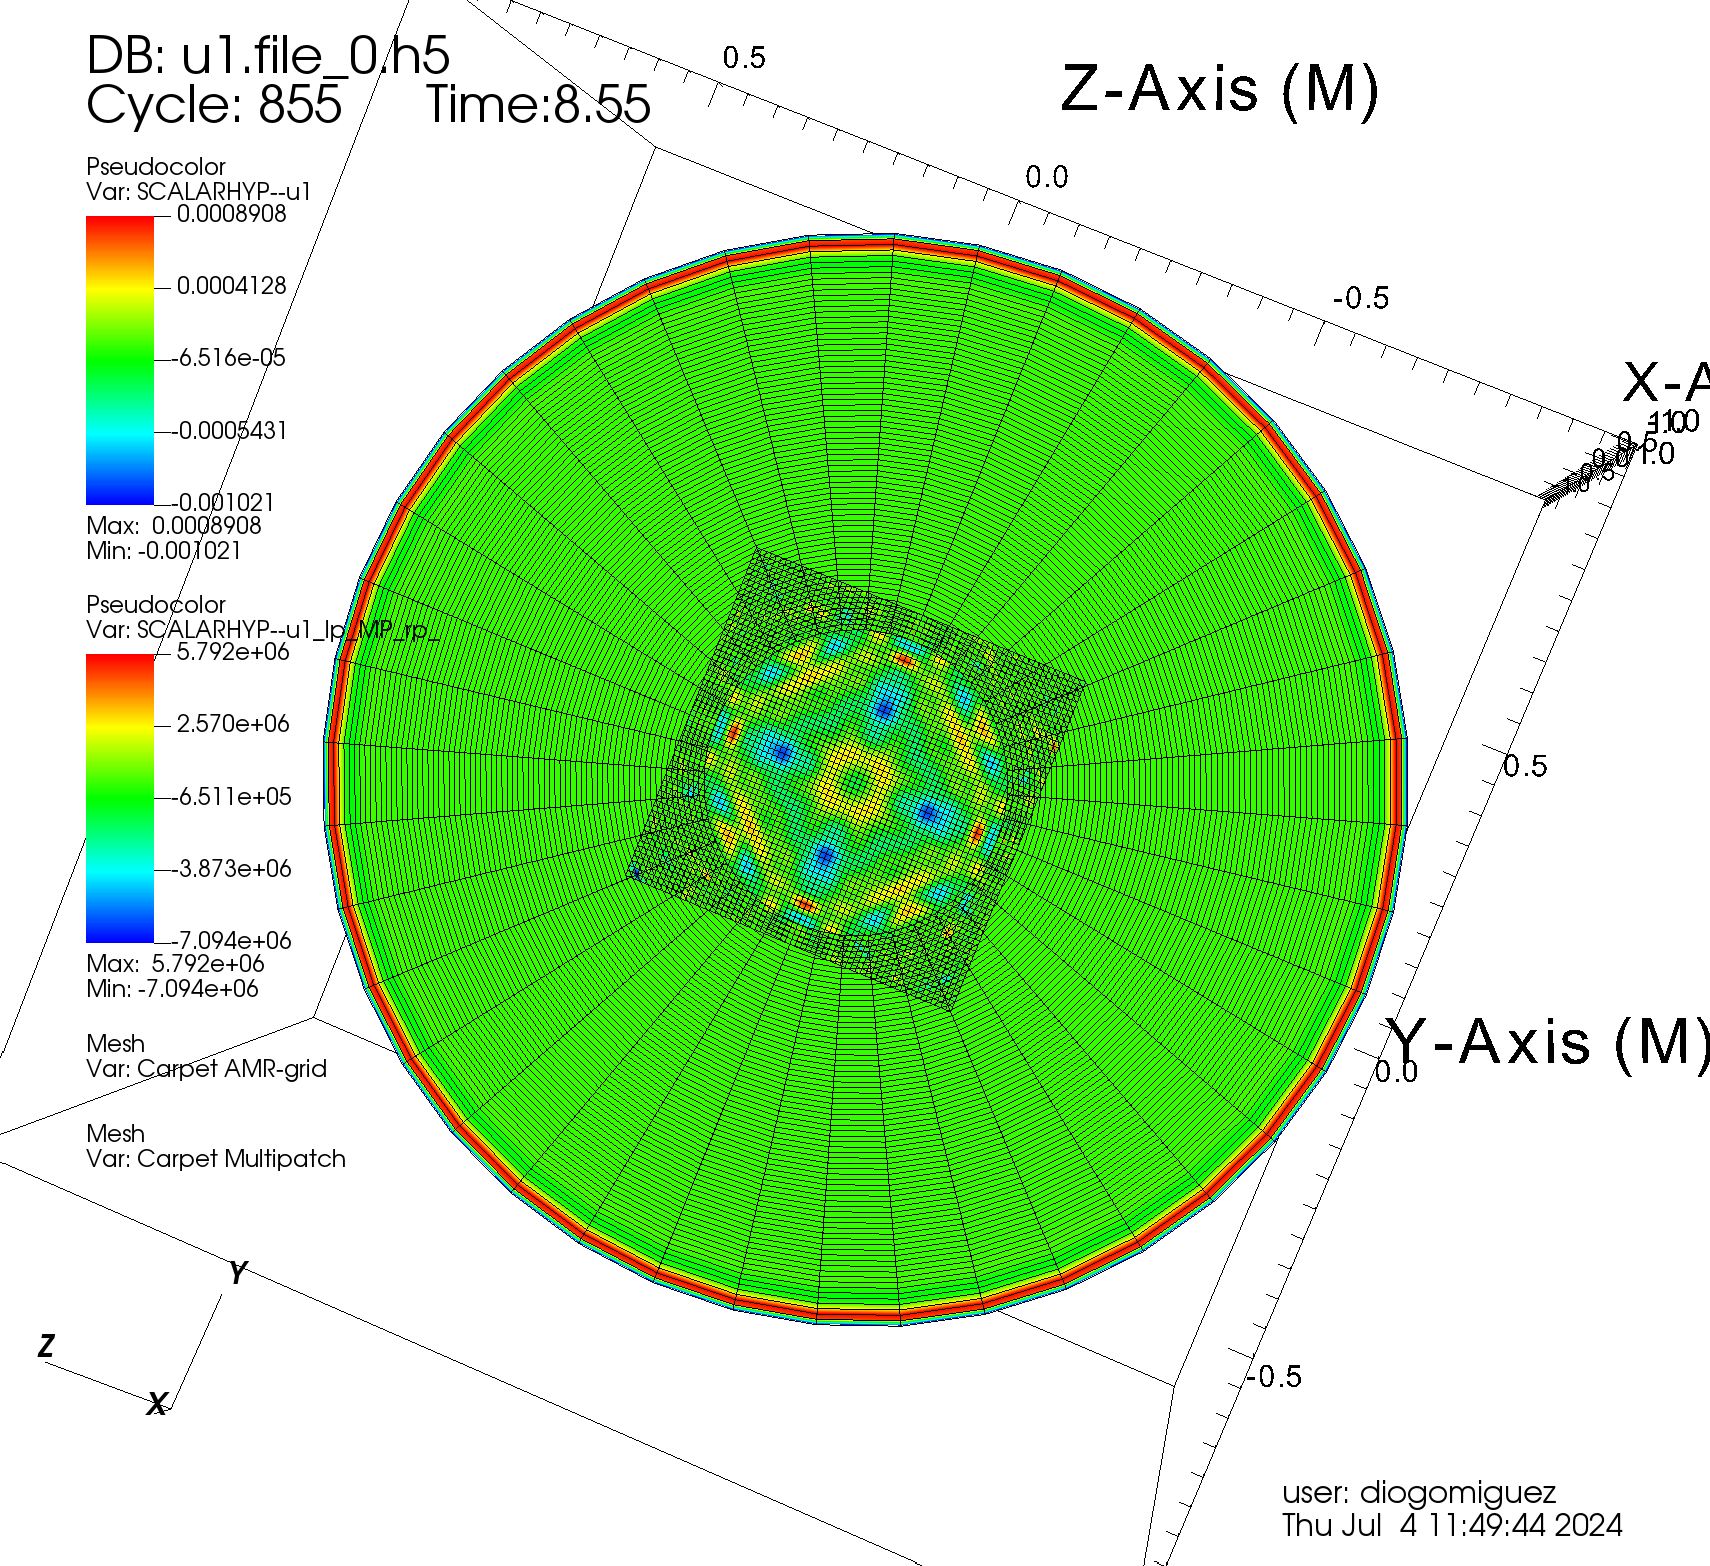 DB: u1.file_0.h5
Cycle: 855 Time:8.55
Pseudocolor
Var: SCALARHYP--u1
0.0008908
0.0004128
-6.516e-05
-0.0005431
-0.001021
Max: 0.0008908
Min: -0.001021
Pseudocolor
Var: SCALARHYP--u1_lp_MP_rp_
5.792e+06
2.570e+06
-6.511e+05
-3.873e+06
-7.094e+06
Max: 5.792e+06
Min: -7.094e+06
Mesh
Var: Carpet AMR-grid
Mesh
Var: Carpet Multipatch
Z-Axis (M)
0.5
0.0
-0.5
X-A
Y-Axis (M)
0.5
0.0
-0.5
Y
Z
X
user: diogomiguez
Thu Jul 4 11:49:44 2024